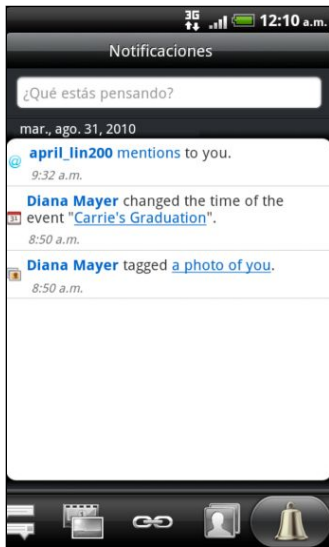 3G 12:10 a.m.
Notificaciones
¿Qué estás pensando?
mar., ago. 31, 2010
@ april_lin200 mentions to you.
9:32 a.m.
Diana Mayer changed the time of the
31 event "Carrie's Graduation".
8:50 a.m.
Diana Mayer tagged a photo of you.
8:50 a.m.